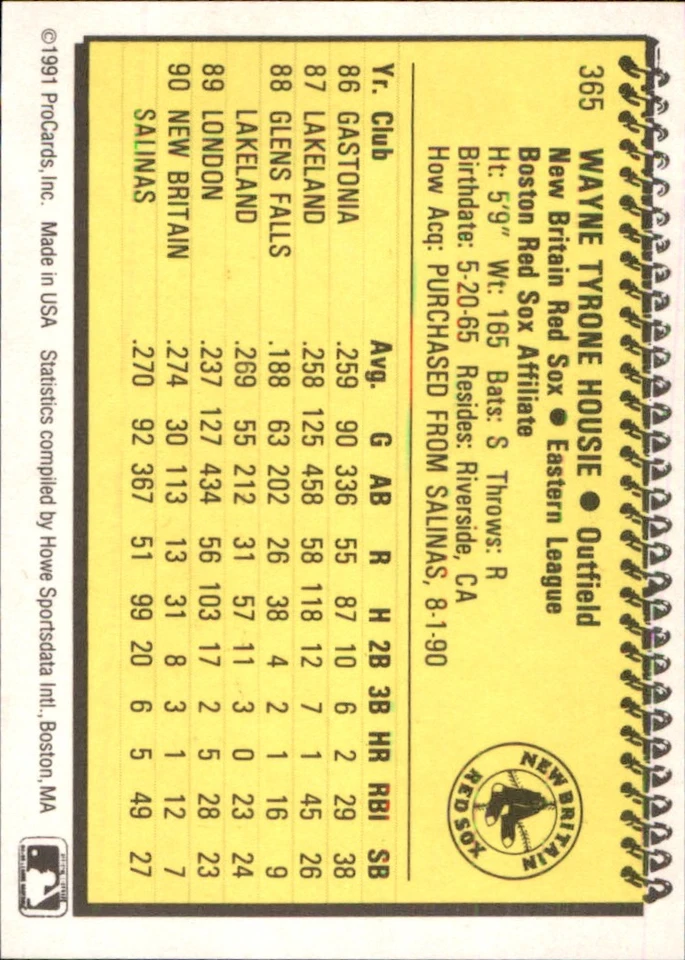 365 WAYNE TYRONE HOUSIE ● Outfield
New Britain Red Sox ● Eastern League
Boston Red Sox Affiliate
Ht: 5'9" Wt: 165 Bats: S Throws: R
Birthdate: 5-20-65 Resides: Riverside, CA
How Acq: PURCHASED FROM SALINAS, 8-1-90
NEW BRITAIN
RED SOX
Yr. Club Avg. G AB R H 2B 3B HR RBI SB
86 GASTONIA .259 90 336 55 87 10 6 2 29 38
87 LAKELAND .258 125 458 58 118 12 7 1 45 26
88 GLENS FALLS .188 63 202 26 38 4 2 1 16 9
LAKELAND .269 55 212 31 57 11 3 0 23 24
89 LONDON .237 127 434 56 103 17 2 5 28 23
90 NEW BRITAIN .274 30 113 13 31 8 3 1 12 7
SALINAS .270 92 367 51 99 20 6 5 49 27
©1991 ProCards, Inc. Made in USA Statistics compiled by Howe Sportsdata Intl., Boston, MA